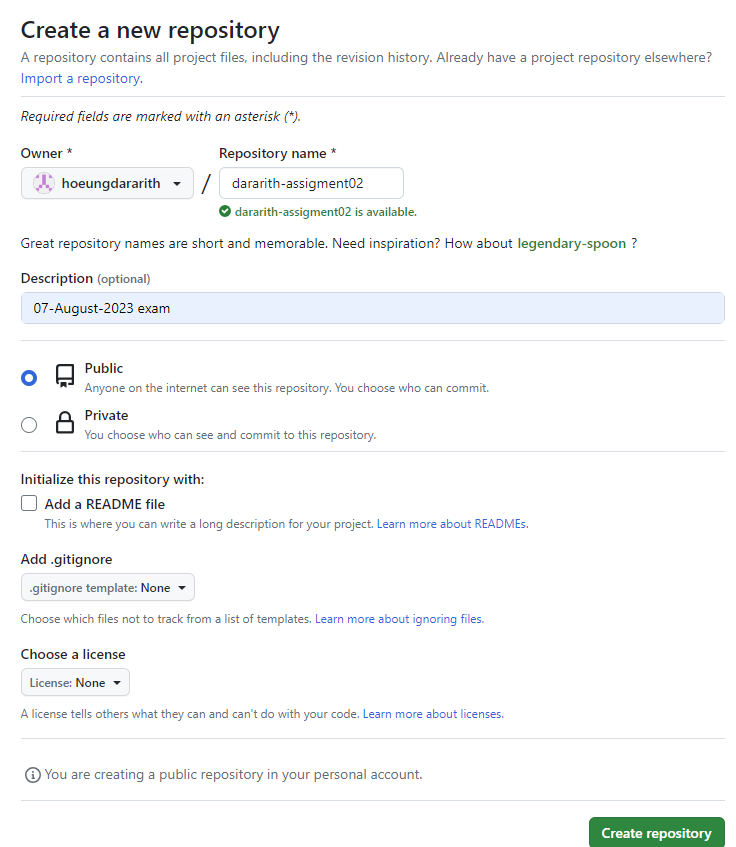 Create a new repository
A repository contains all project files, including the revision history. Already have a project repository elsewhere?
Import a repository.
Required fields are marked with an asterisk (*).
Owner *
Repository name *
hoeungdararith
/
dararith-assigment02
dararith-assigment02 is available.
Great repository names are short and memorable. Need inspiration? How about legendary-spoon ?
Description (optional)
07-August-2023 exam
Public
Anyone on the internet can see this repository. You choose who can commit.
Private
You choose who can see and commit to this repository.
Initialize this repository with:
Add a README file
This is where you can write a long description for your project. Learn more about READMEs.
Add .gitignore
.gitignore template: None
Choose which files not to track from a list of templates. Learn more about ignoring files.
Choose a license
License: None
A license tells others what they can and can't do with your code. Learn more about licenses.
You are creating a public repository in your personal account.
Create repository